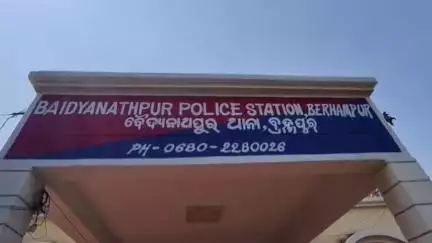 BAIDYANATHPUR POLICE STATION, BERHAMPUR
ବୈଦ୍ୟନାଥପୁର ଥାନା, ବ୍ରହ୍ମପୁର
PH - 0680 - 2280026